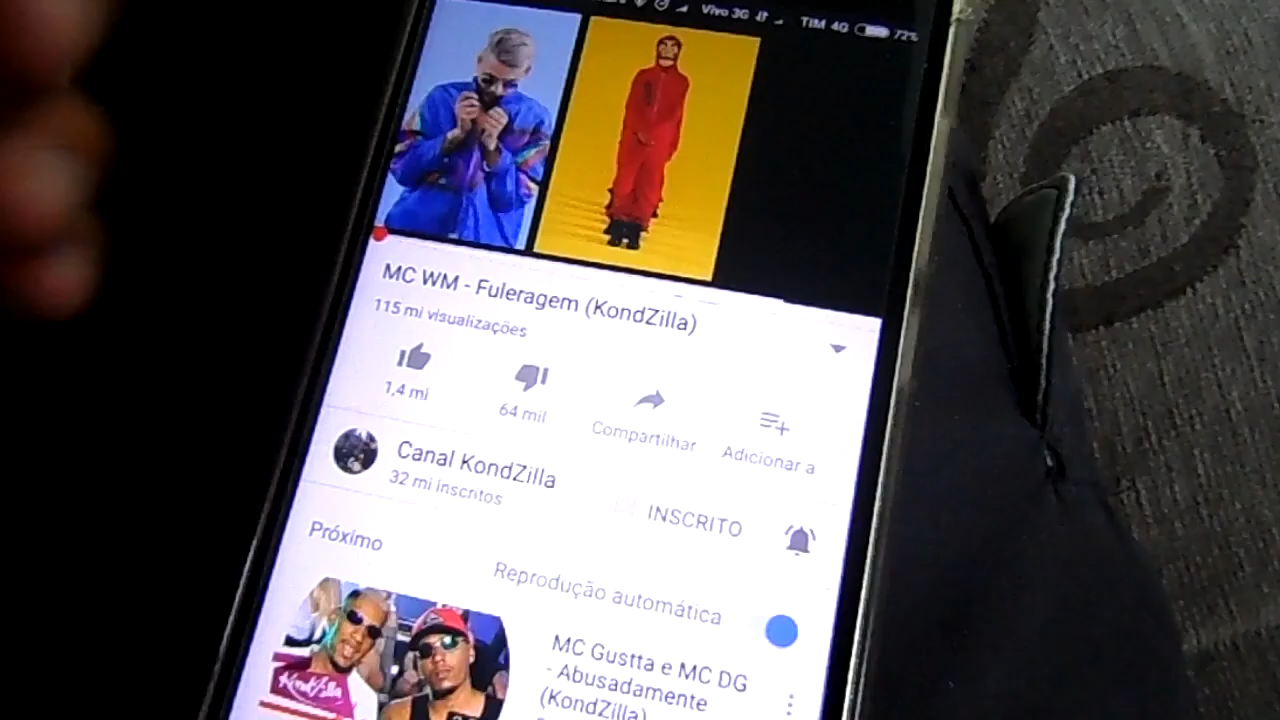 Vivo 3G TIM 4G 72%
MC WM - Fuleragem (KondZilla)
115 mi visualizações
1,4 mi
64 mil
Compartilhar
Adicionar a
Canal KondZilla
32 mi inscritos
INSCRITO
Próximo
Reprodução automática
KondZilla
MC Gustta e MC DG
- Abusadamente
(KondZilla)